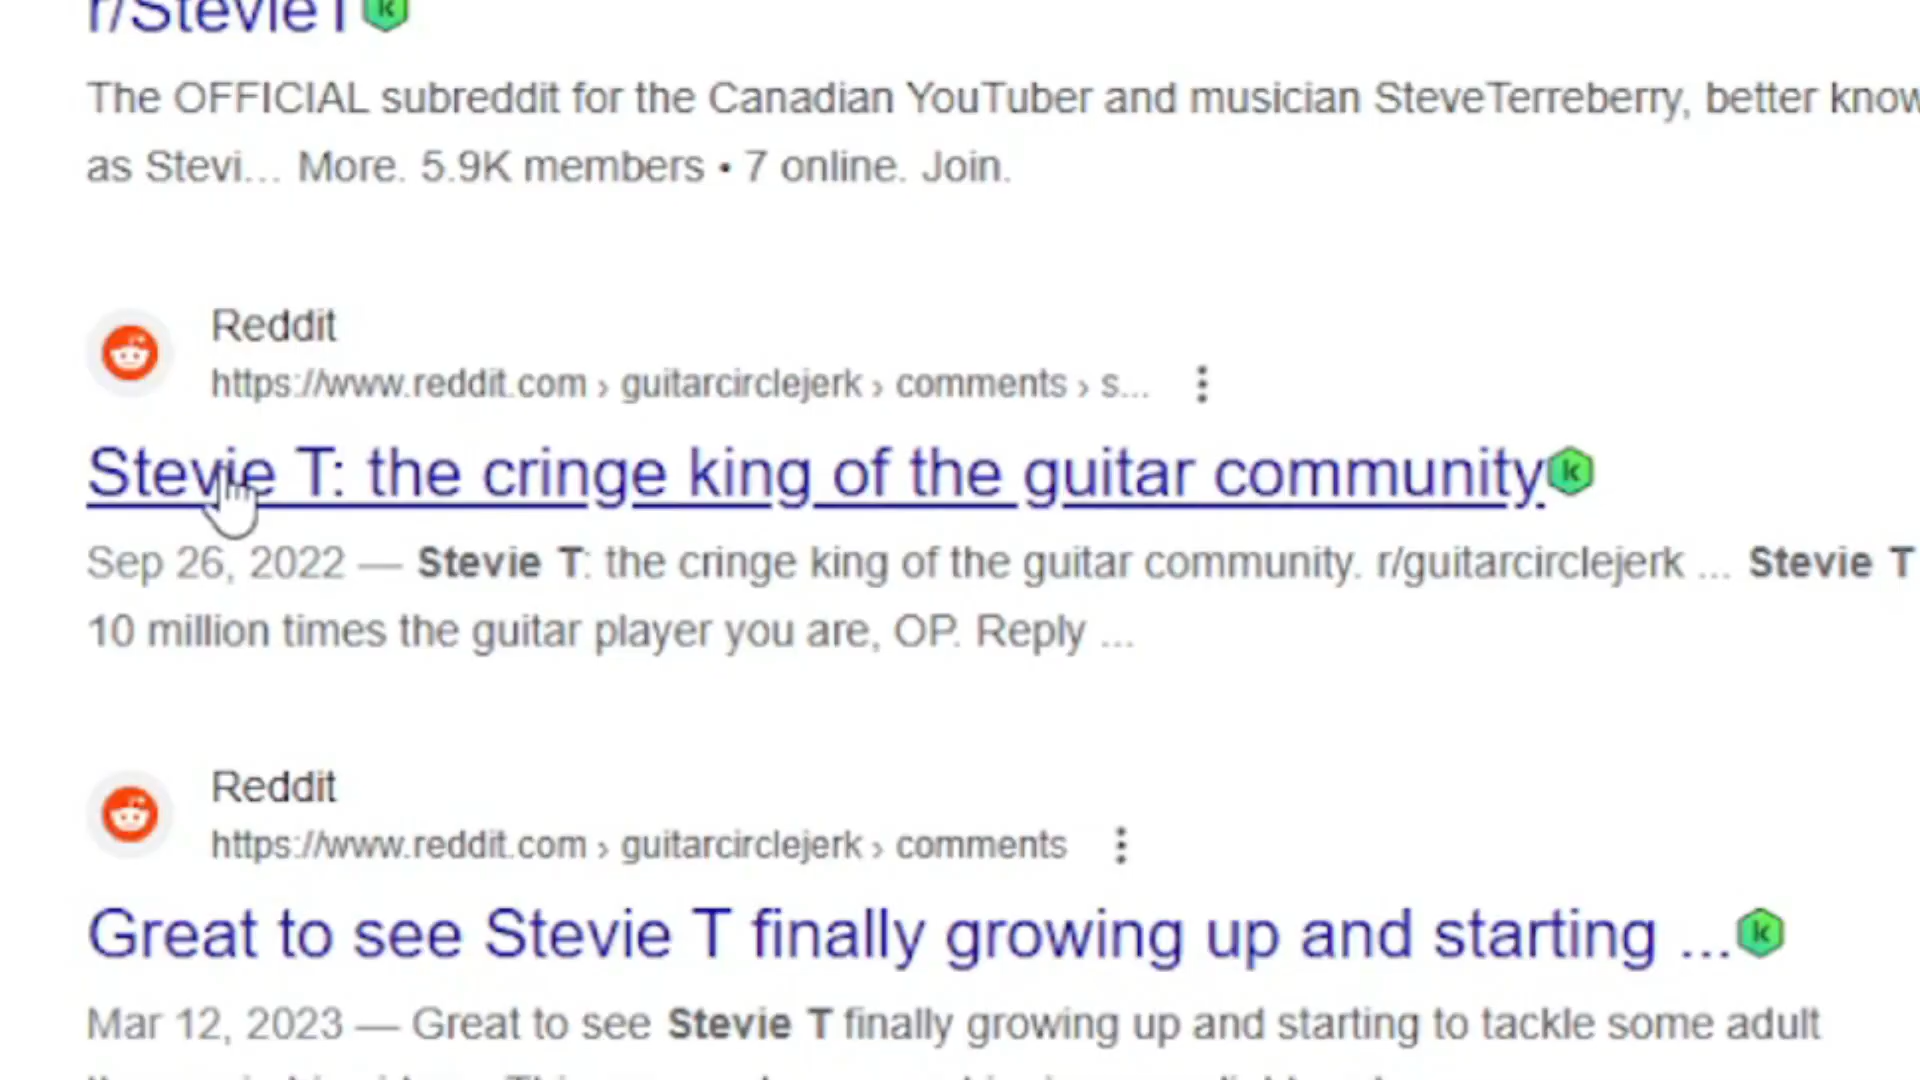 r/StevieT
The OFFICIAL subreddit for the Canadian YouTuber and musician SteveTerreberry, better know
as Stevi... More. 5.9K members • 7 online. Join.
Reddit
https://www.reddit.com › guitarcirclejerk › comments › s...
Stevie T: the cringe king of the guitar community
Sep 26, 2022 — Stevie T: the cringe king of the guitar community. r/guitarcirclejerk ... Stevie T
10 million times the guitar player you are, OP. Reply ...
Reddit
https://www.reddit.com › guitarcirclejerk › comments
Great to see Stevie T finally growing up and starting ...
Mar 12, 2023 — Great to see Stevie T finally growing up and starting to tackle some adult